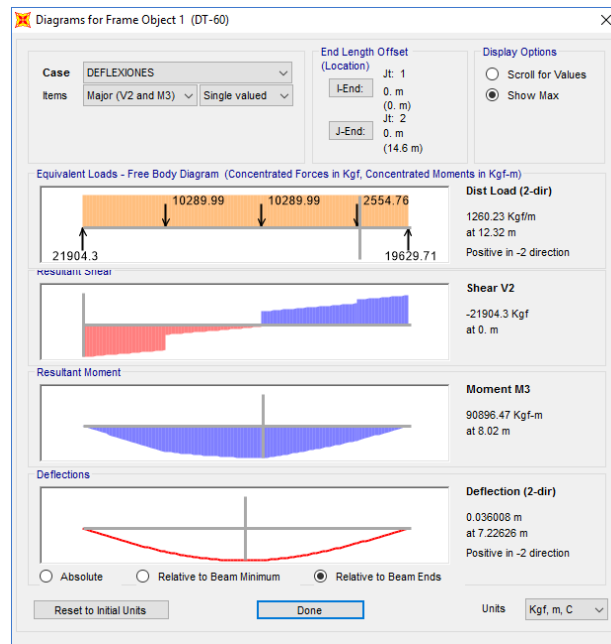 Diagrams for Frame Object 1 (DT-60)
Case DEFLEXIONES
Items Major (V2 and M3) Single valued
End Length Offset
(Location)
Jt: 1
I-End: 0. m
(0. m)
Jt: 2
J-End: 0. m
(14.6 m)
Display Options
Scroll for Values
Show Max
Equivalent Loads - Free Body Diagram (Concentrated Forces in Kgf, Concentrated Moments in Kgf-m)
10289.99 10289.99 2554.76
21904.3 19629.71
Dist Load (2-dir)
1260.23 Kgf/m
at 12.32 m
Positive in -2 direction
Resultant Shear
Shear V2
-21904.3 Kgf
at 0. m
Resultant Moment
Moment M3
90896.47 Kgf-m
at 8.02 m
Deflections
Deflection (2-dir)
0.036008 m
at 7.22626 m
Positive in -2 direction
Absolute Relative to Beam Minimum Relative to Beam Ends
Reset to Initial Units Done Units Kgf, m, C